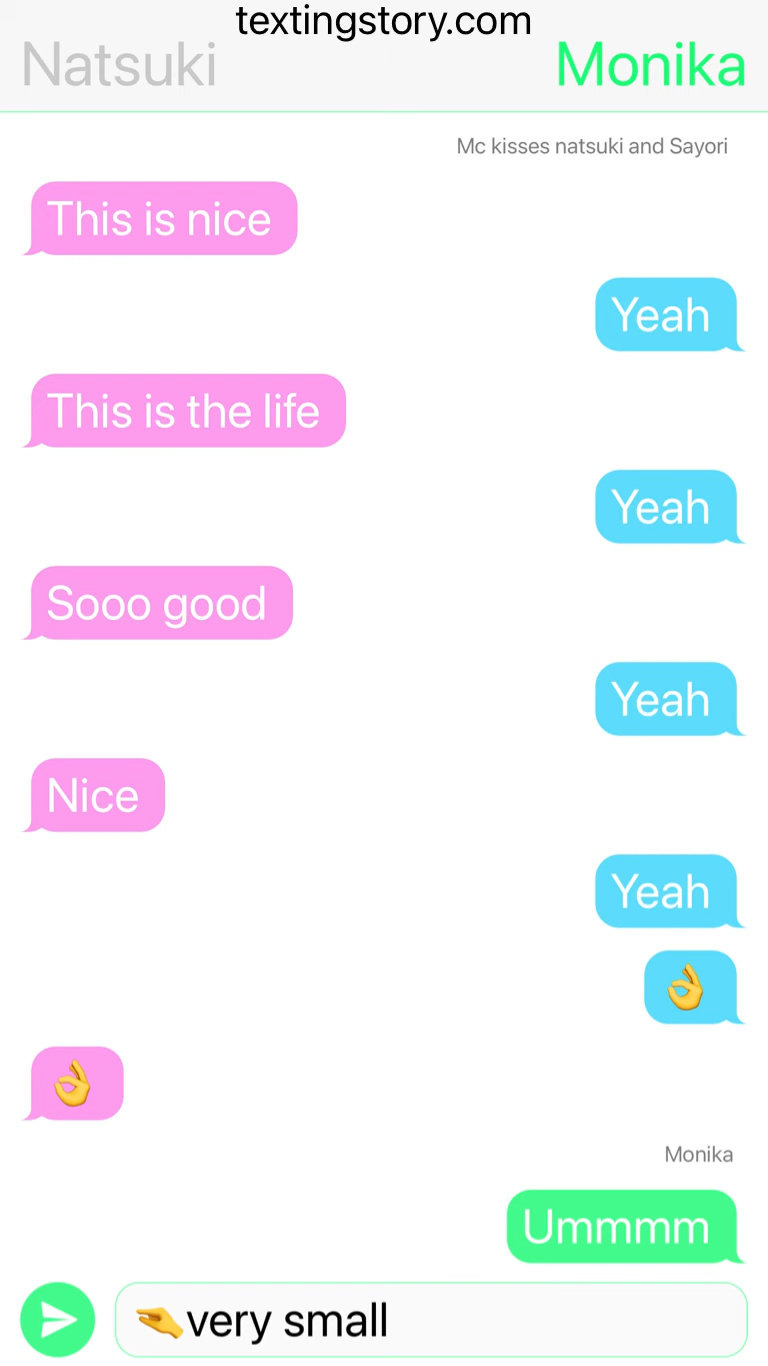 textingstory.com
Natsuki Monika
Mc kisses natsuki and Sayori
This is nice
Yeah
This is the life
Yeah
Sooo good
Yeah
Nice
Yeah
👌
👌
Monika
Ummmm
🫱very small